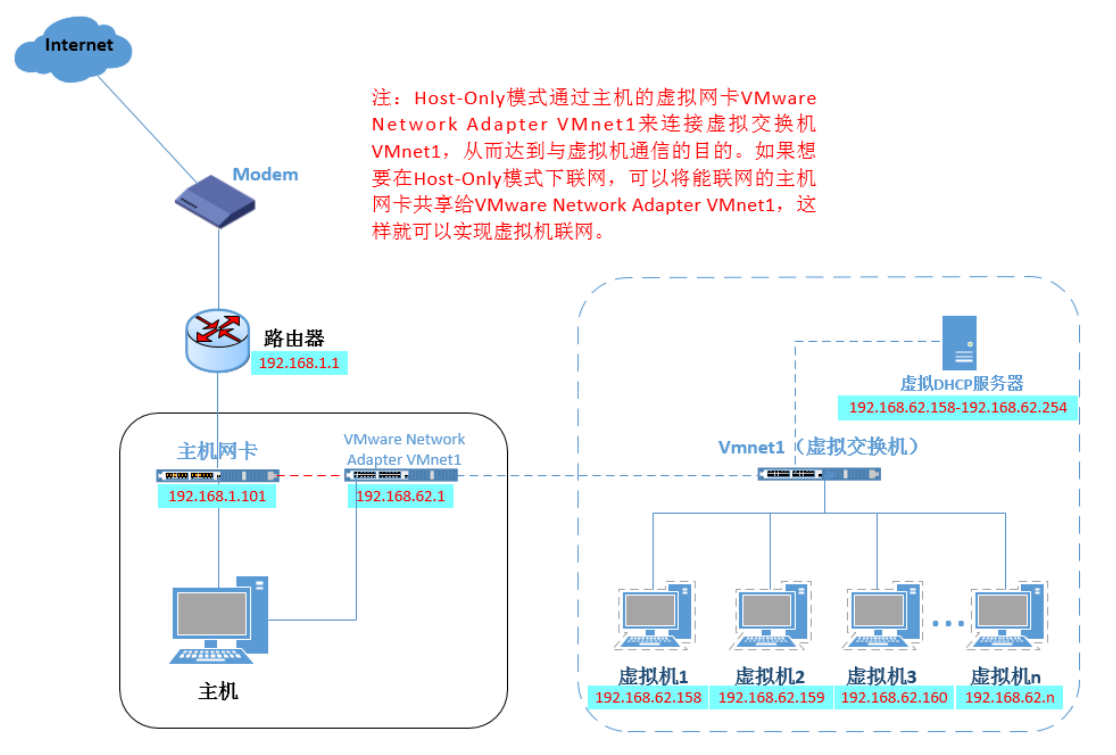 Internet
注：Host-Only模式通过主机的虚拟网卡VMware
Network Adapter VMnet1来连接虚拟交换机
VMnet1，从而达到与虚拟机通信的目的。如果想
要在Host-Only模式下联网，可以将能联网的主机
网卡共享给VMware Network Adapter VMnet1，这
样就可以实现虚拟机联网。
Modem
路由器
192.168.1.1
虚拟DHCP服务器
192.168.62.158-192.168.62.254
主机网卡
192.168.1.101
VMware Network
Adapter VMnet1
192.168.62.1
Vmnet1（虚拟交换机）
主机
虚拟机1
192.168.62.158
虚拟机2
192.168.62.159
虚拟机3
192.168.62.160
虚拟机n
192.168.62.n